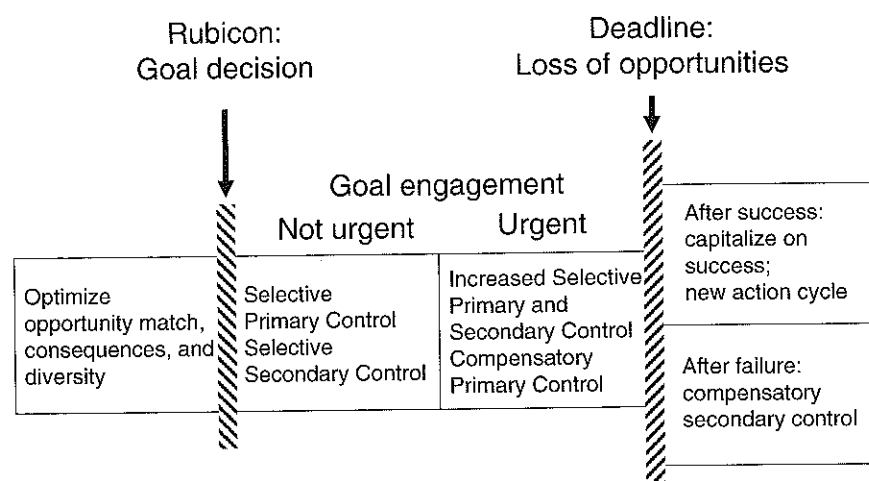 Rubicon:
Goal decision
Deadline:
Loss of opportunities
Goal engagement
Not urgent
Urgent
Optimize
opportunity match,
consequences, and
diversity
Selective
Primary Control
Selective
Secondary Control
Increased Selective
Primary and
Secondary Control
Compensatory
Primary Control
After success:
capitalize on
success;
new action cycle
After failure:
compensatory
secondary control